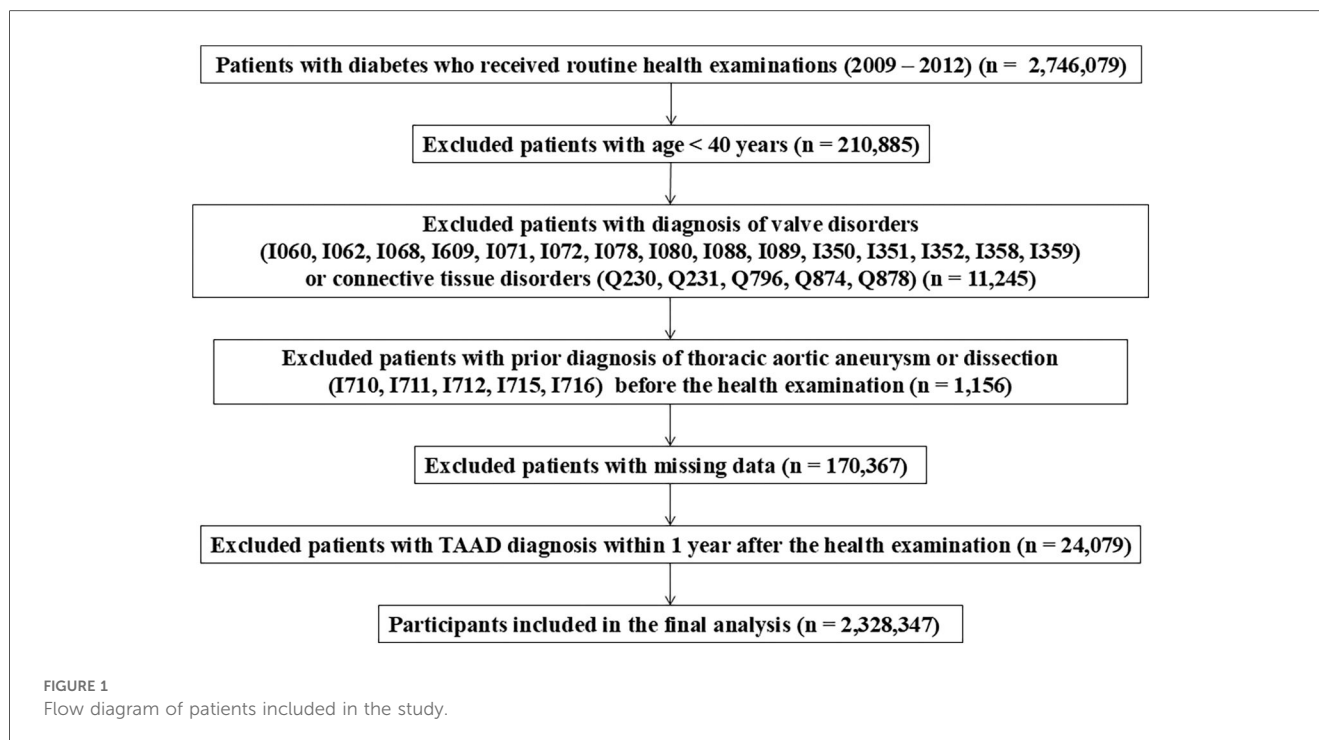 Patients with diabetes who received routine health examinations (2009 – 2012) (n = 2,746,079)
Excluded patients with age < 40 years (n = 210,885)
Excluded patients with diagnosis of valve disorders
(I060, I062, I068, I609, I071, I072, I078, I080, I088, I089, I350, I351, I352, I358, I359)
or connective tissue disorders (Q230, Q231, Q796, Q874, Q878) (n = 11,245)
Excluded patients with prior diagnosis of thoracic aortic aneurysm or dissection
(I710, I711, I712, I715, I716) before the health examination (n = 1,156)
Excluded patients with missing data (n = 170,367)
Excluded patients with TAAD diagnosis within 1 year after the health examination (n = 24,079)
Participants included in the final analysis (n = 2,328,347)
FIGURE 1
Flow diagram of patients included in the study.